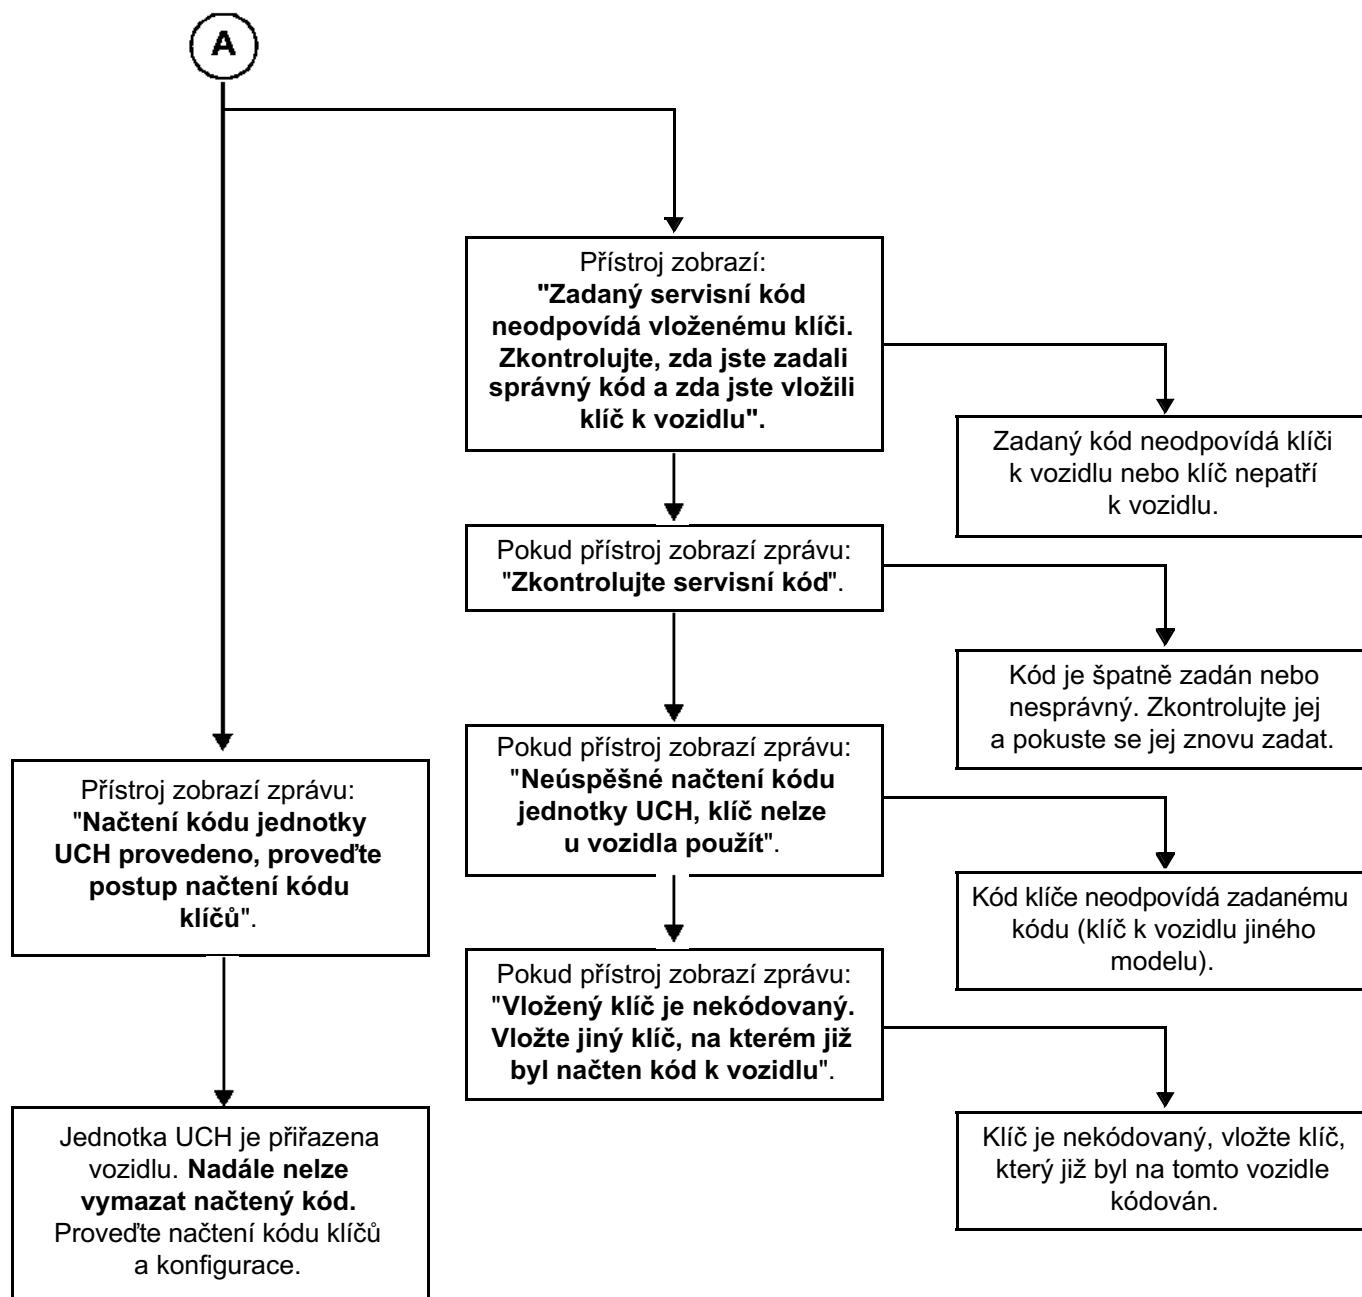 A
Přístroj zobrazí:
"Zadaný servisní kód
neodpovídá vloženému klíči.
Zkontrolujte, zda jste zadali
správný kód a zda jste vložili
klíč k vozidlu".
Zadaný kód neodpovídá klíči
k vozidlu nebo klíč nepatří
k vozidlu.
Pokud přístroj zobrazí zprávu:
"Zkontrolujte servisní kód".
Kód je špatně zadán nebo
nesprávný. Zkontrolujte jej
a pokuste se jej znovu zadat.
Pokud přístroj zobrazí zprávu:
"Neúspěšné načtení kódu
jednotky UCH, klíč nelze
u vozidla použít".
Přístroj zobrazí zprávu:
"Načtení kódu jednotky
UCH provedeno, proveďte
postup načtení kódu
klíčů".
Kód klíče neodpovídá zadanému
kódu (klíč k vozidlu jiného
modelu).
Pokud přístroj zobrazí zprávu:
"Vložený klíč je nekódovaný.
Vložte jiný klíč, na kterém již
byl načten kód k vozidlu".
Jednotka UCH je přiřazena
vozidlu. Nadále nelze
vymazat načtený kód.
Proveďte načtení kódu klíčů
a konfigurace.
Klíč je nekódovaný, vložte klíč,
který již byl na tomto vozidle
kódován.